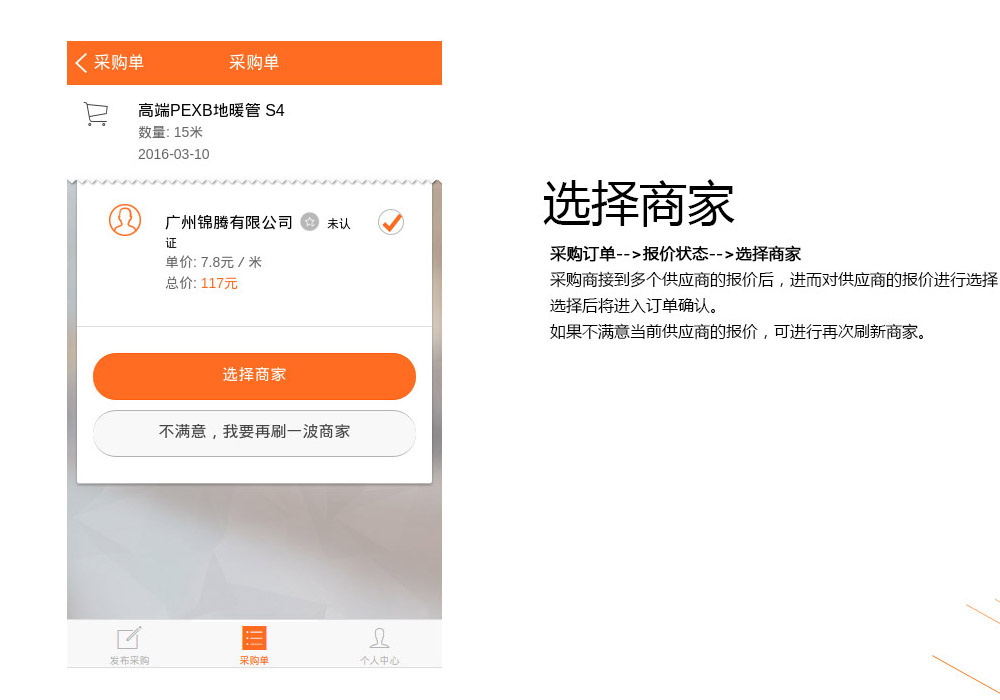 采购单
采购单
高端PEXB地暖管 S4
数量: 15米
2016-03-10
广州锦腾有限公司 未认
证
单价: 7.8元 / 米
总价: 117元
选择商家
不满意，我要再刷一波商家
发布采购
采购单
个人中心
选择商家
采购订单-->报价状态-->选择商家
采购商接到多个供应商的报价后，进而对供应商的报价进行选择
选择后将进入订单确认。
如果不满意当前供应商的报价，可进行再次刷新商家。